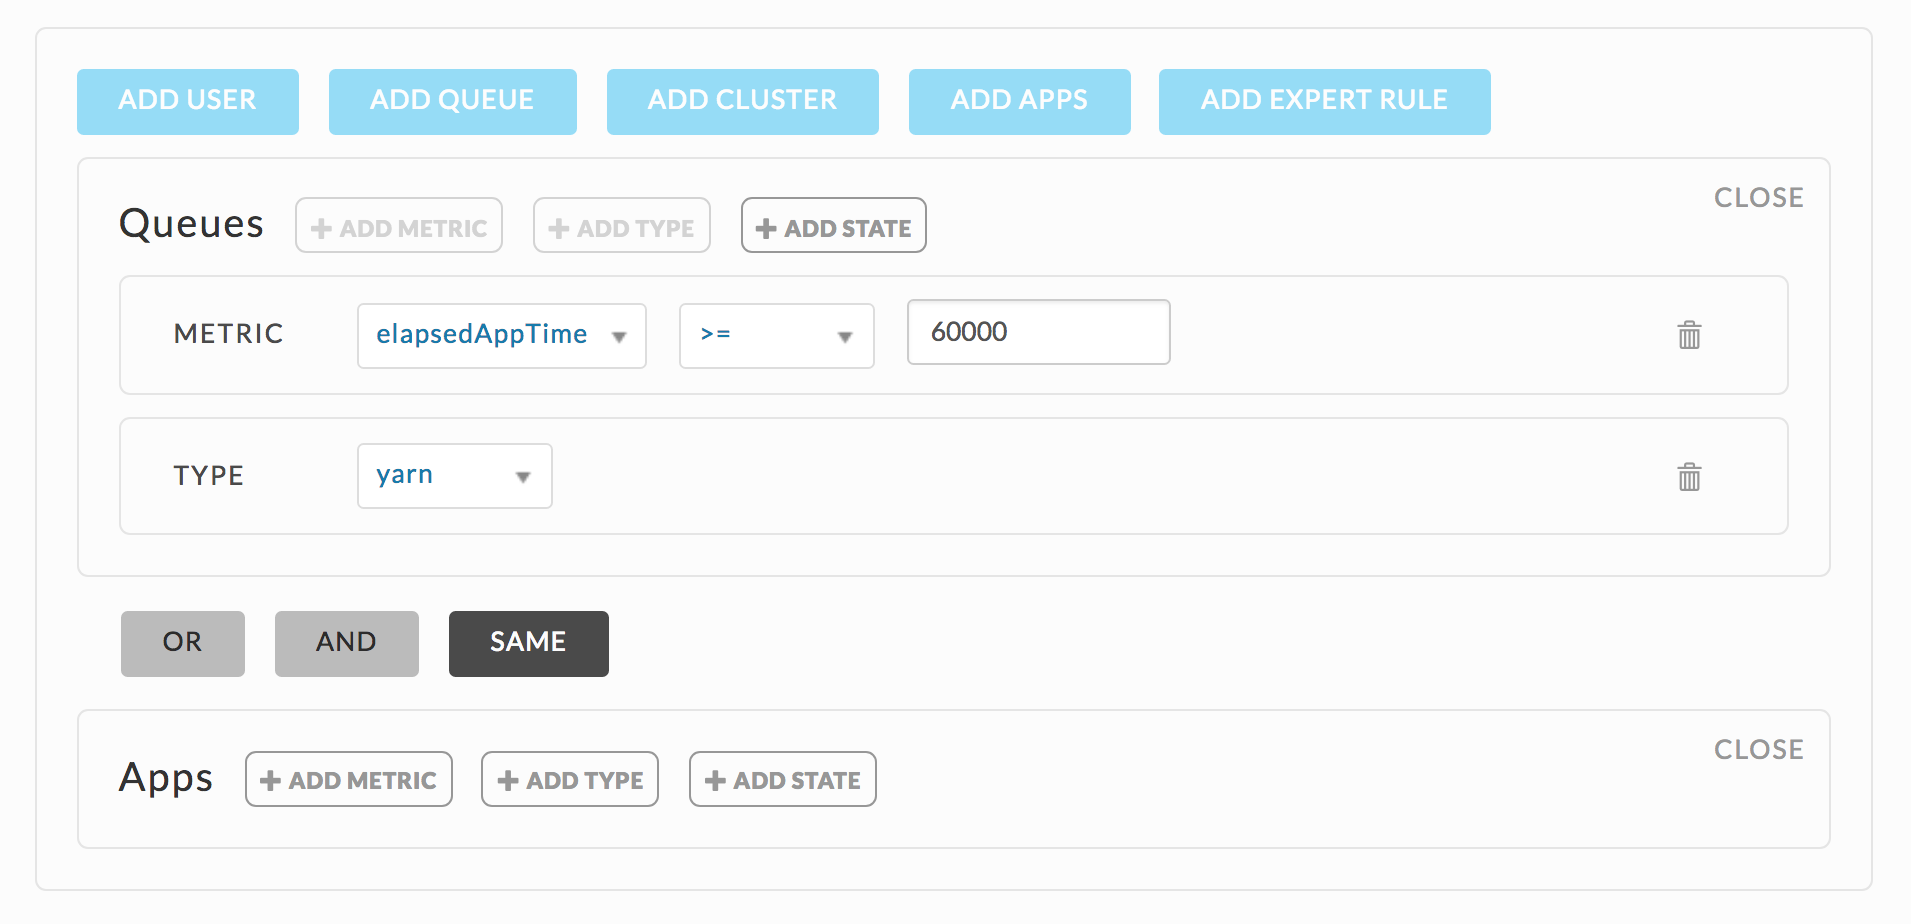 ADD USER ADD QUEUE ADD CLUSTER ADD APPS ADD EXPERT RULE
CLOSE
Queues + ADD METRIC + ADD TYPE + ADD STATE
METRIC elapsedAppTime >= 60000
TYPE yarn
OR AND SAME
CLOSE
Apps + ADD METRIC + ADD TYPE + ADD STATE